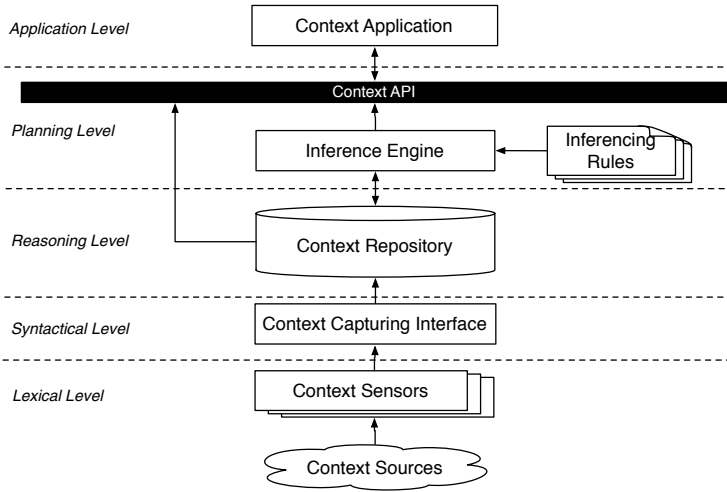 Application Level
Context Application
Context API
Planning Level
Inference Engine
Inferencing
Rules
Reasoning Level
Context Repository
Syntactical Level
Context Capturing Interface
Lexical Level
Context Sensors
Context Sources